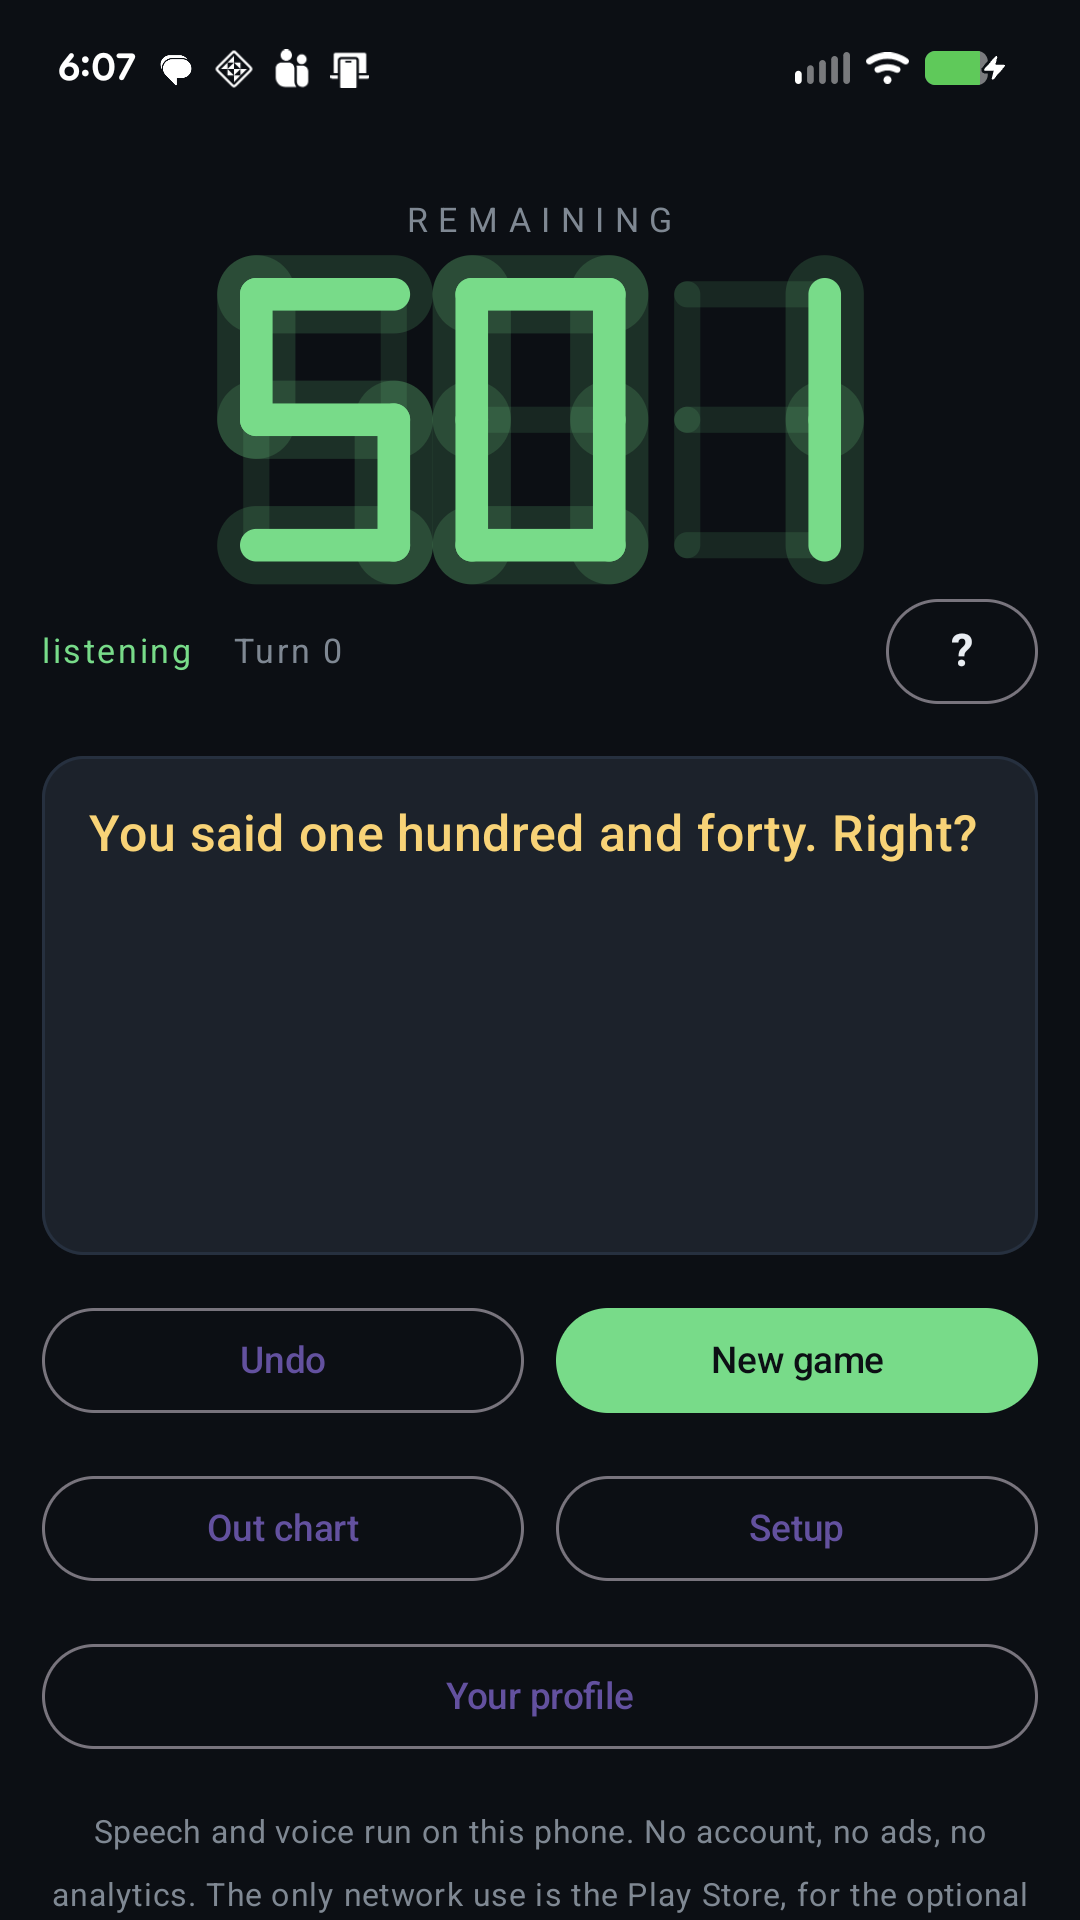 6:07
REMAINING
501
listening Turn 0 ?
You said one hundred and forty. Right?
Undo New game
Out chart Setup
Your profile
Speech and voice run on this phone. No account, no ads, no
analytics. The only network use is the Play Store, for the optional